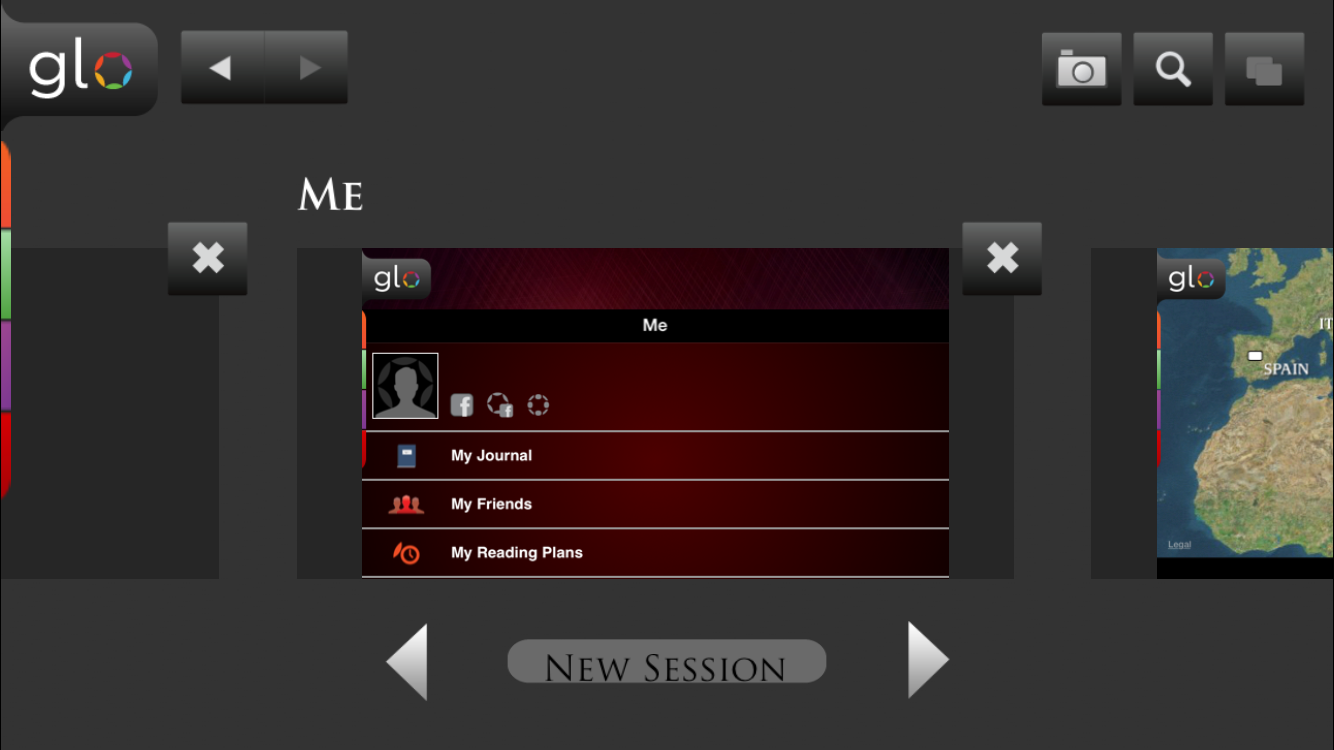 glo
ME
glo
Me
My Journal
My Friends
My Reading Plans
glo
IT
SPAIN
Legal
NEW SESSION